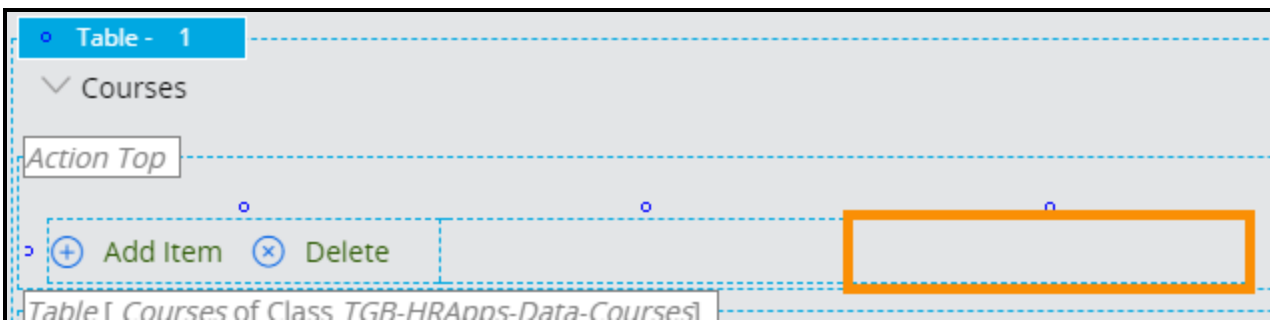 Table - 1
Courses
Action Top
Add Item Delete
Table [ Courses of Class TGB-HRApps-Data-Courses]